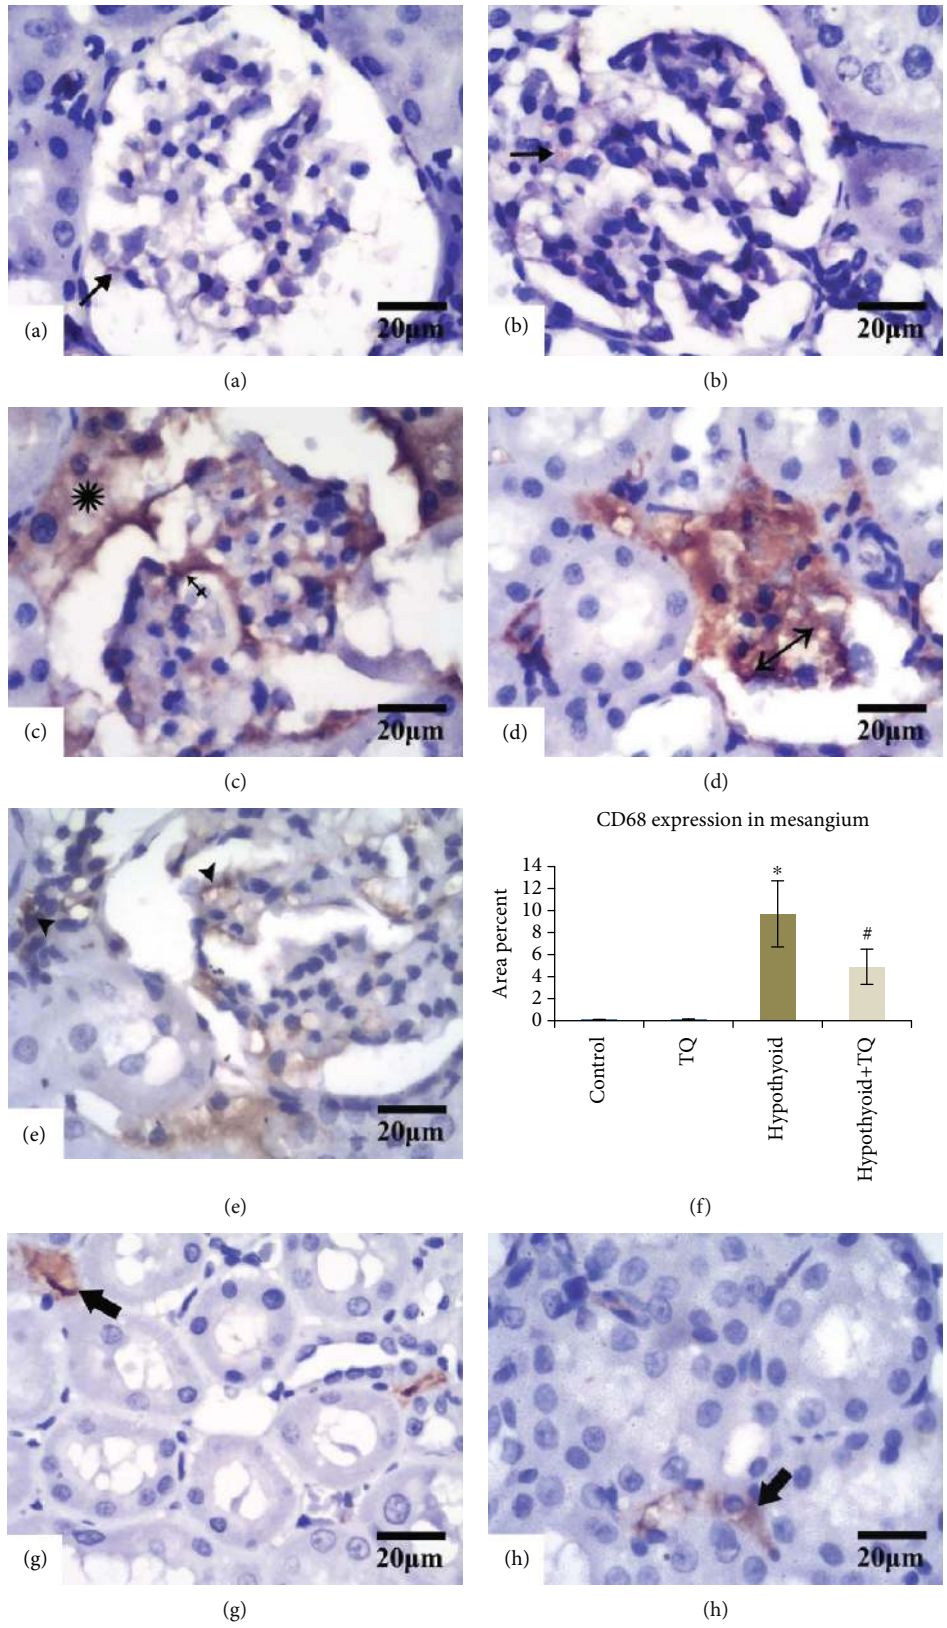 (a)
20μm
(a)
(b)
20μm
(b)
(c)
20μm
(c)
(d)
20μm
(d)
(e)
20μm
(e)
CD68 expression in mesangium
Area percent
14
12
10
8
6
4
2
0
*
#
Control
TQ
Hypothyoid
Hypothyoid+TQ
(f)
(g)
20μm
(g)
(h)
20μm
(h)